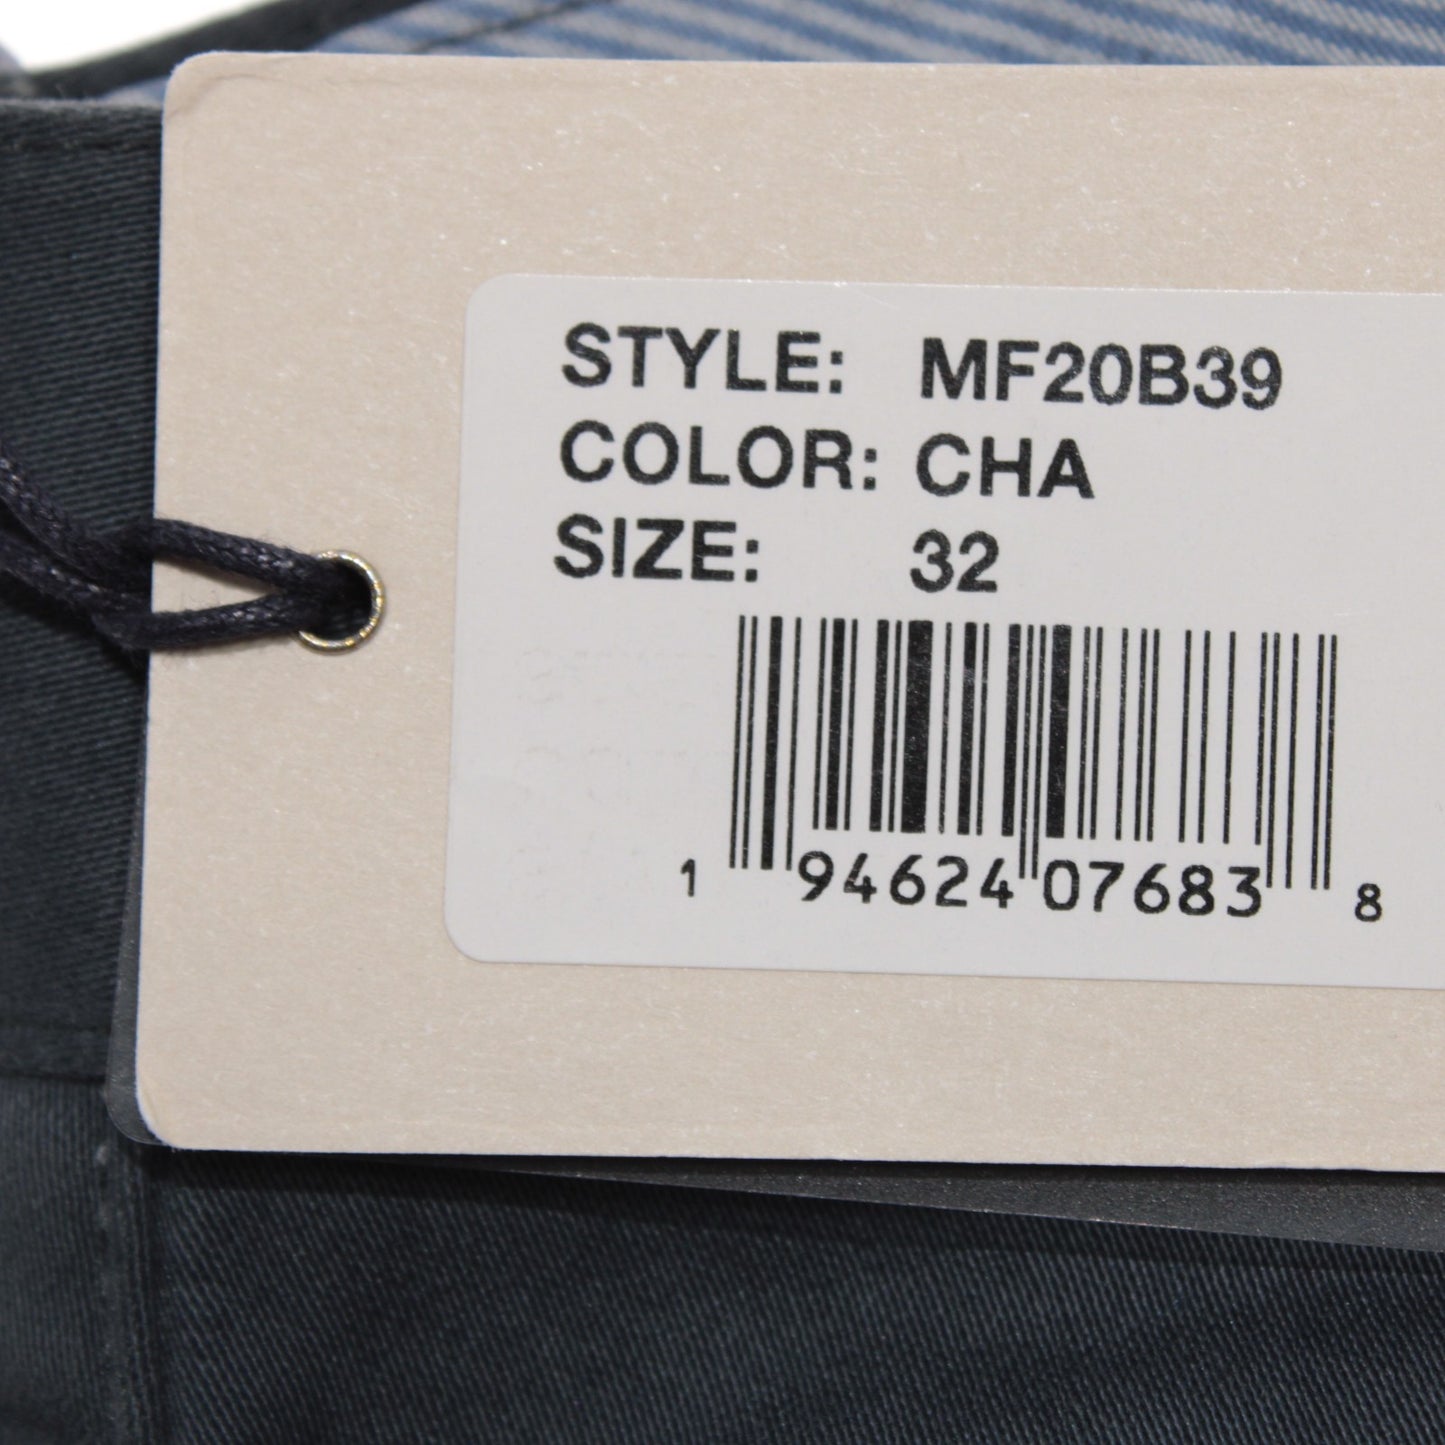 STYLE: MF20B39
COLOR: CHA
SIZE: 32
1 94624 07683 8